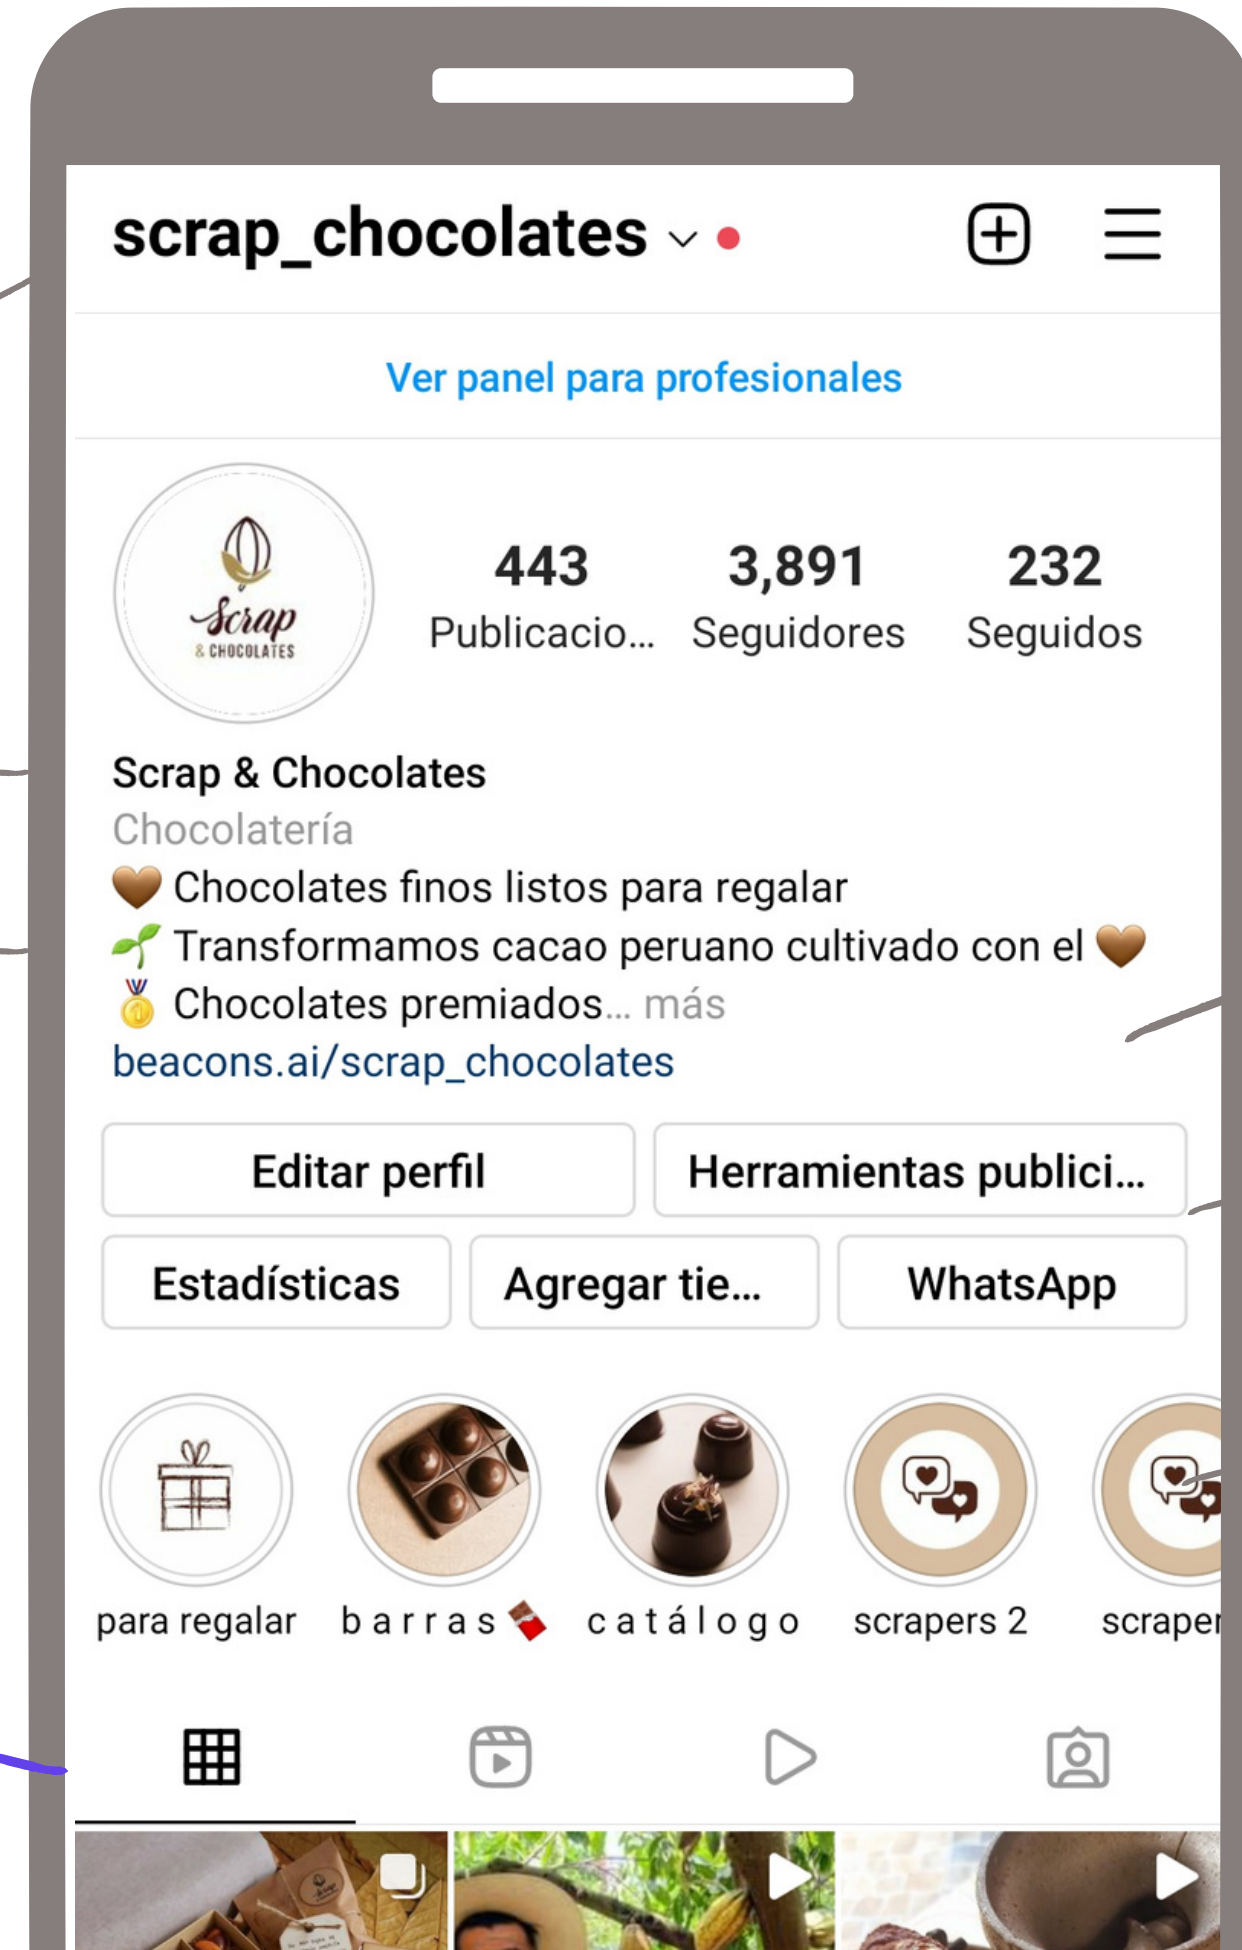 scrap_chocolates
Ver panel para profesionales
Scrap
& CHOCOLATES
443 3,891 232
Publicacio... Seguidores Seguidos
Scrap & Chocolates
Chocolatería
🤎 Chocolates finos listos para regalar
🌱 Transformamos cacao peruano cultivado con el 🤎
🏅 Chocolates premiados... más
beacons.ai/scrap_chocolates
Editar perfil Herramientas publici...
Estadísticas Agregar tie... WhatsApp
para regalar b a r r a s 🍫 c a t á l o g o scrapers 2 scraper
Scrap